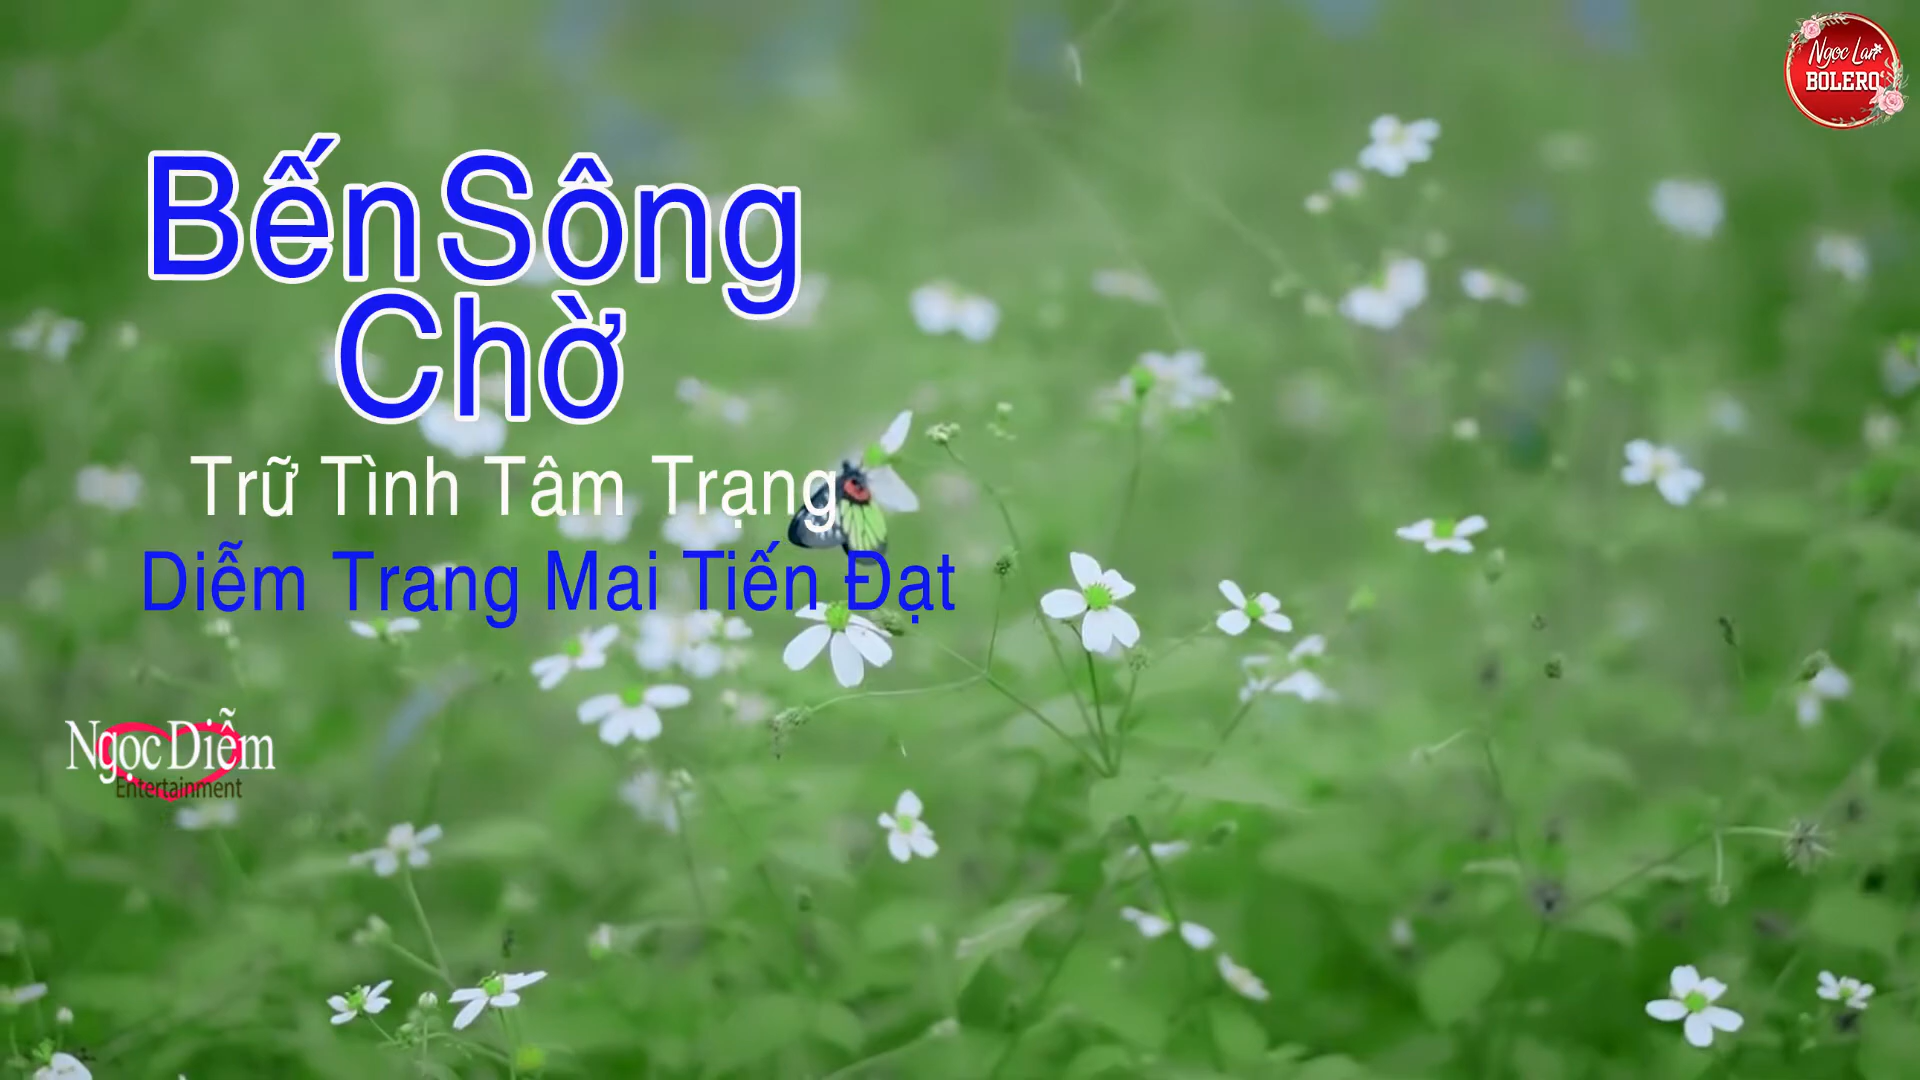 Ngọc Lan
BOLERO
Bến Sông
Chờ
Trữ Tình Tâm Trạng
Diễm Trang Mai Tiến Đạt
Ngọc Diễm
Entertainment